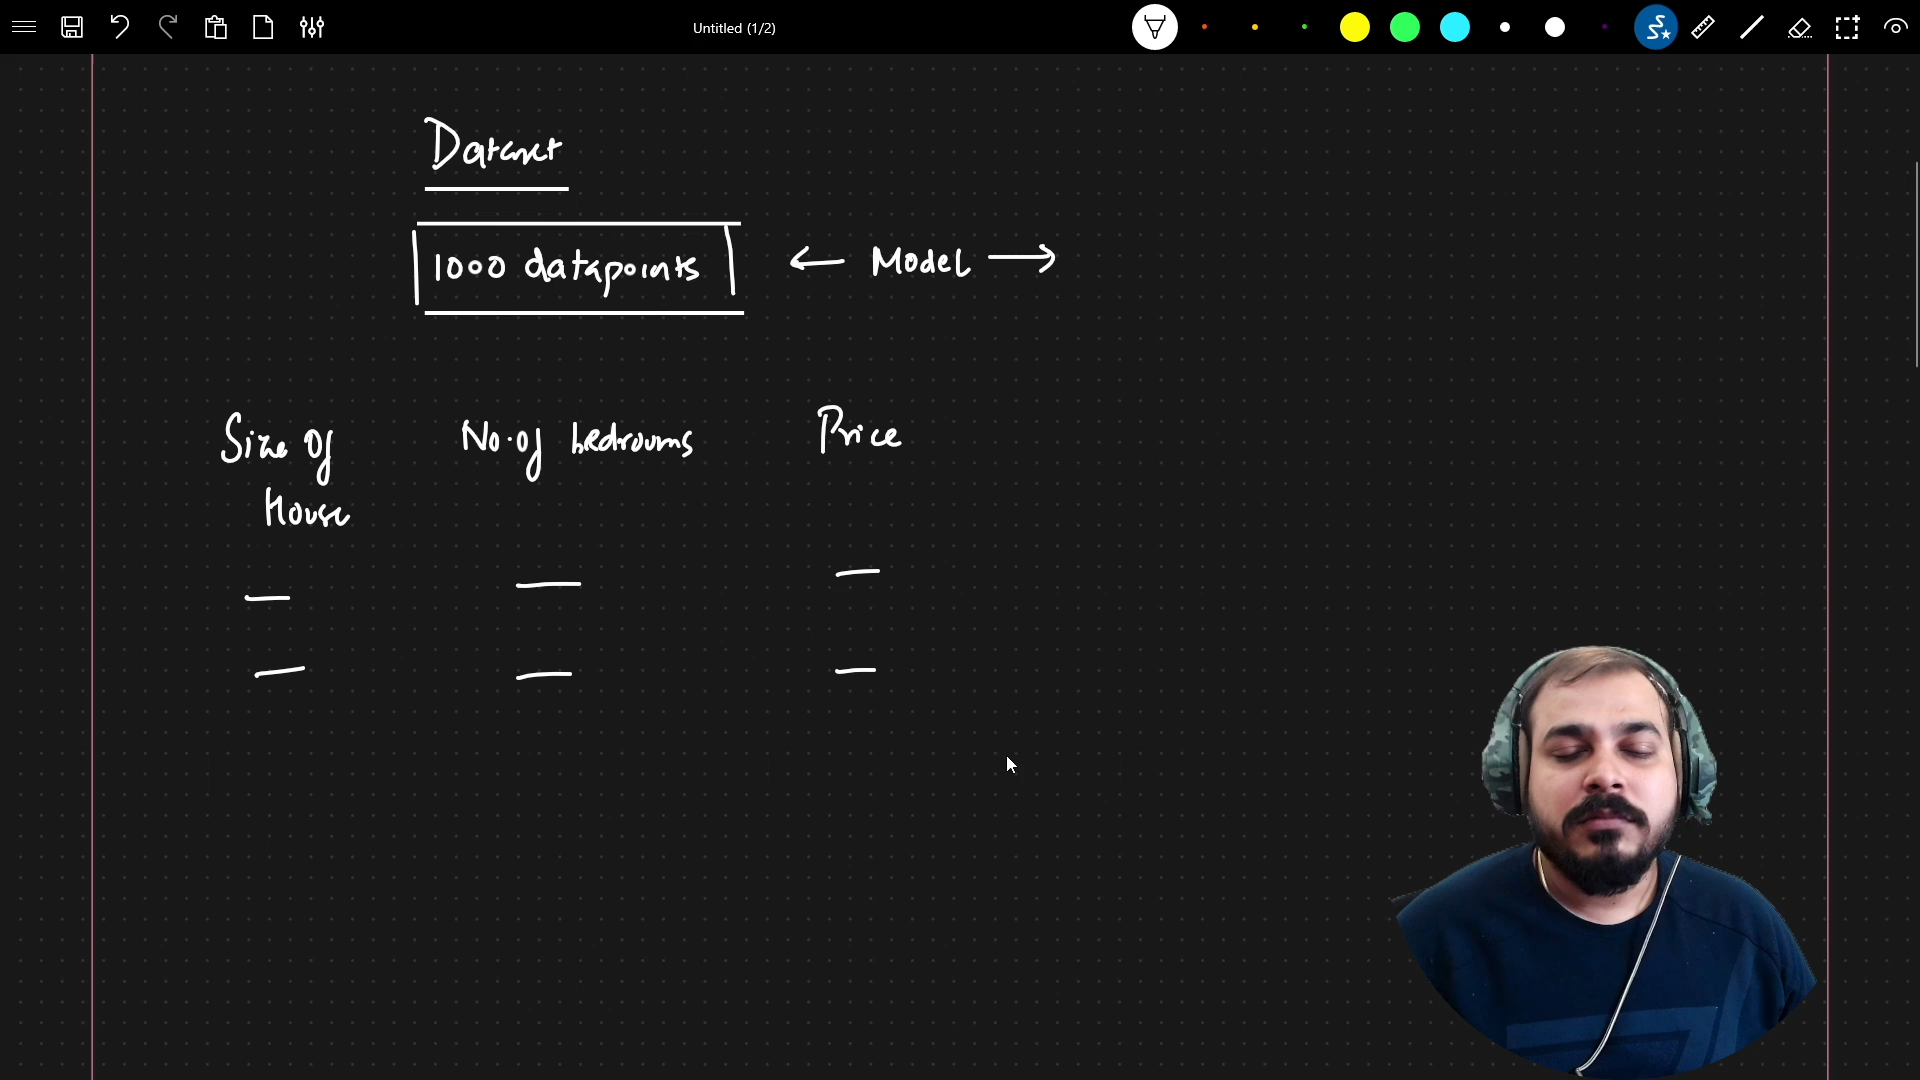 Untitled (1/2)
Dataset
1000 datapoints ← Model →
Size Of No. of bedrooms Price
House